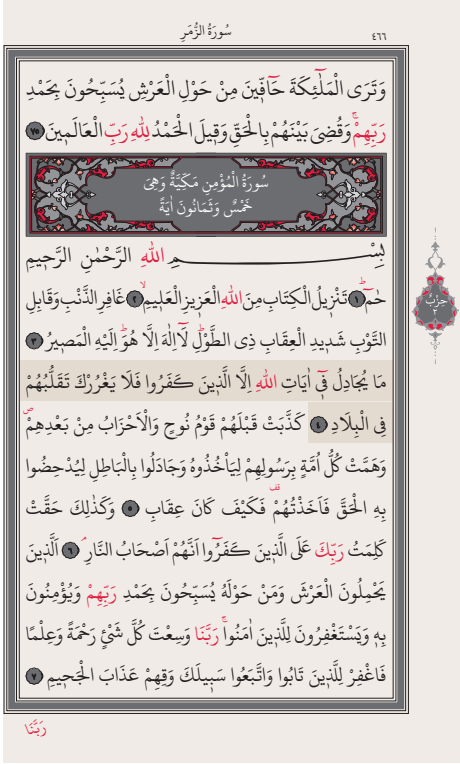 سُورَةُ الزُّمَرِ
٤٦٦
وَتَرَى الْمَلٰٓئِكَةَ حَٓافّ۪ينَ مِنْ حَوْلِ الْعَرْشِ يُسَبِّحُونَ بِحَمْدِ
رَبِّهِمْۚ وَقُضِيَ بَيْنَهُمْ بِالْحَقِّ وَق۪يلَ الْحَمْدُ لِلّٰهِ رَبِّ الْعَالَم۪ينَ ﴿٧٥﴾
سُورَةُ الْمُؤْمِنِ مَكِّيَّةٌ وَهِيَ
خَمْسٌ وَثَمَانُونَ اٰيَةً
بِسْمِ اللّٰهِ الرَّحْمٰنِ الرَّح۪يمِ
حٰمٓۜ ﴿١﴾ تَنْز۪يلُ الْكِتَابِ مِنَ اللّٰهِ الْعَز۪يزِ الْعَل۪يمِۙ ﴿٢﴾ غَافِرِ الذَّنْبِ وَقَابِلِ
التَّوْبِ شَد۪يدِ الْعِقَابِ ذِي الطَّوْلِۜ لَٓا اِلٰهَ اِلَّا هُوَۜ اِلَيْهِ الْمَص۪يرُ ﴿٣﴾
مَا يُجَادِلُ ف۪ٓي اٰيَاتِ اللّٰهِ اِلَّا الَّذ۪ينَ كَفَرُوا فَلَا يَغْرُرْكَ تَقَلُّبُهُمْ
فِي الْبِلَادِ ﴿٤﴾ كَذَّبَتْ قَبْلَهُمْ قَوْمُ نُوحٍ وَالْاَحْزَابُ مِنْ بَعْدِهِمْۖ
وَهَمَّتْ كُلُّ اُمَّةٍ بِرَسُولِهِمْ لِيَأْخُذُوهُ وَجَادَلُوا بِالْبَاطِلِ لِيُدْحِضُوا
بِهِ الْحَقَّ فَاَخَذْتُهُمْ۠ فَكَيْفَ كَانَ عِقَابِ ﴿٥﴾ وَكَذٰلِكَ حَقَّتْ
كَلِمَتُ رَبِّكَ عَلَى الَّذ۪ينَ كَفَرُٓوا اَنَّهُمْ اَصْحَابُ النَّارِۢ ﴿٦﴾ اَلَّذ۪ينَ
يَحْمِلُونَ الْعَرْشَ وَمَنْ حَوْلَهُ يُسَبِّحُونَ بِحَمْدِ رَبِّهِمْ وَيُؤْمِنُونَ
بِه۪ وَيَسْتَغْفِرُونَ لِلَّذ۪ينَ اٰمَنُواۚ رَبَّنَا وَسِعْتَ كُلَّ شَيْءٍ رَحْمَةً وَعِلْمًا
فَاغْفِرْ لِلَّذ۪ينَ تَابُوا وَاتَّبَعُوا سَب۪يلَكَ وَقِهِمْ عَذَابَ الْجَح۪يمِ ﴿٧﴾
رَبَّنَا
حِزْبُ
٢